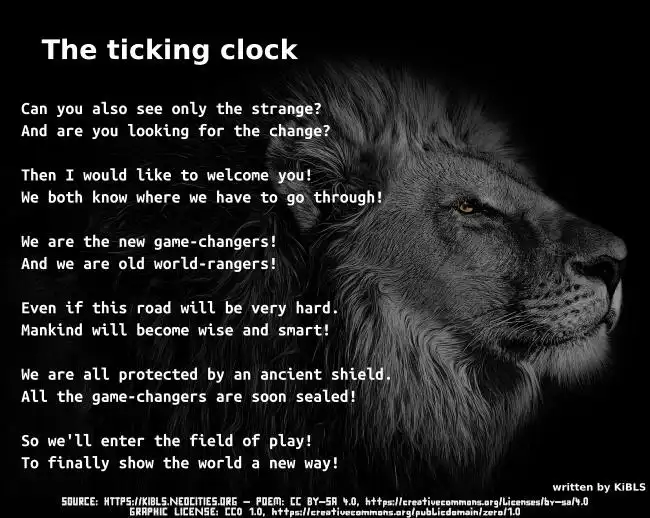 The ticking clock
Can you also see only the strange?
And are you looking for the change?
Then I would like to welcome you!
We both know where we have to go through!
We are the new game-changers!
And we are old world-rangers!
Even if this road will be very hard.
Mankind will become wise and smart!
We are all protected by an ancient shield.
All the game-changers are soon sealed!
So we'll enter the field of play!
To finally show the world a new way!
written by KiBLS
SOURCE: HTTPS://KIBLS.NEOCITIES.ORG – POEM: CC BY-SA 4.0, https://creativecommons.org/licenses/by-sa/4.0
GRAPHIC LICENSE: CC0 1.0, https://creativecommons.org/publicdomain/zero/1.0